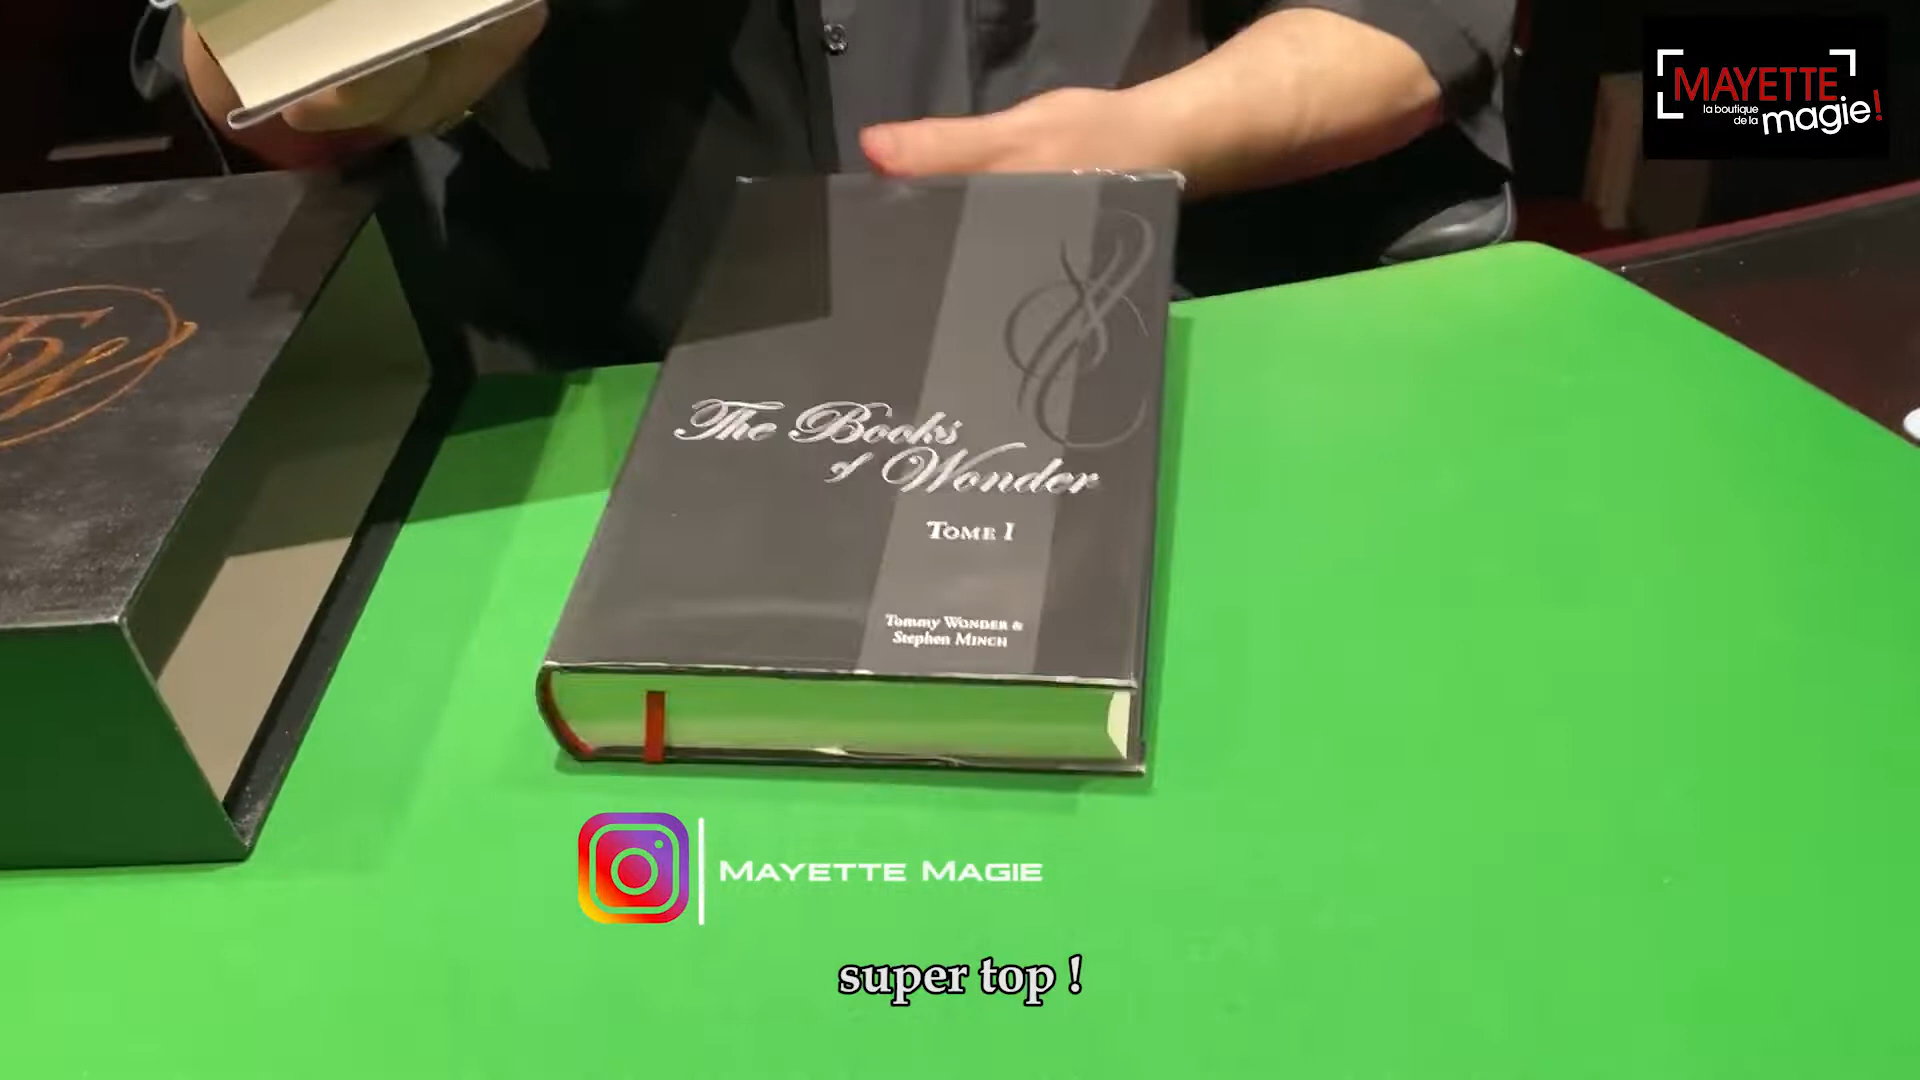 MAYETTE
la boutique
de la
magie!
TW
The Books
of Wonder
TOME I
Tommy WONDER &
Stephen MINCH
MAYETTE MAGIE
super top !